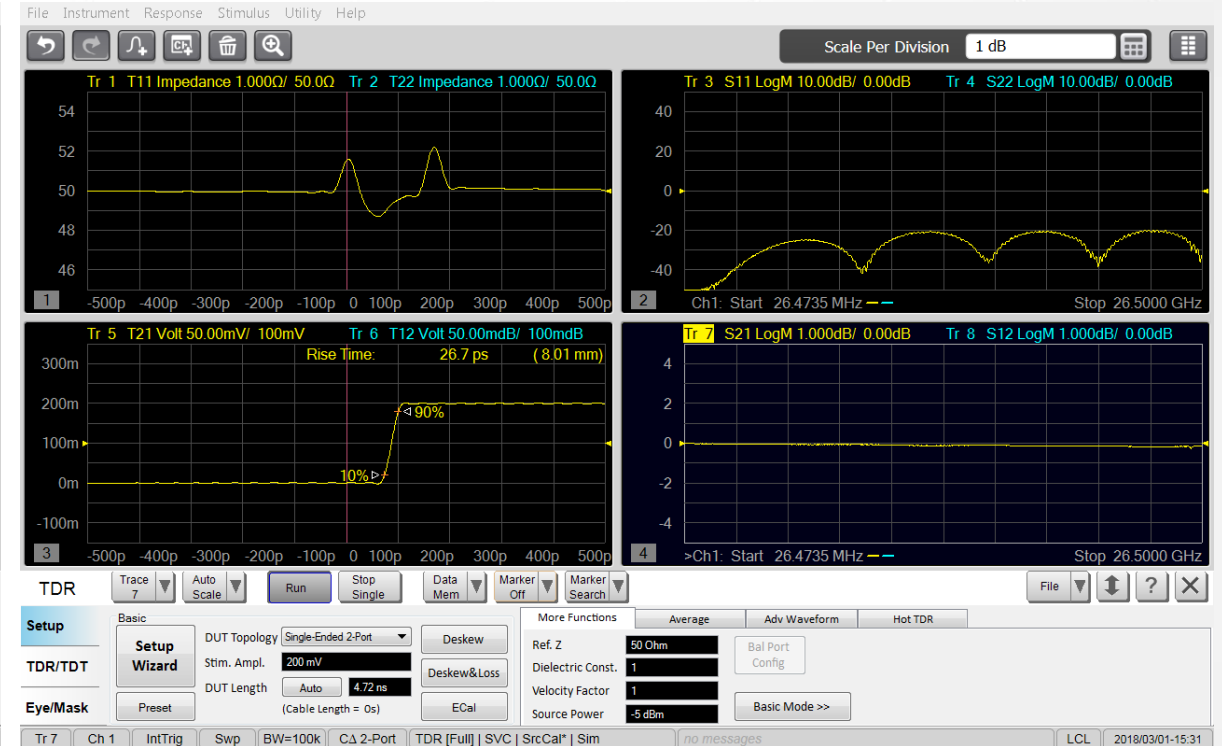 File Instrument Response Stimulus Utility Help
Scale Per Division 1 dB
Tr 1 T11 Impedance 1.000Ω/ 50.0Ω Tr 2 T22 Impedance 1.000Ω/ 50.0Ω
54
52
50
48
46
1 -500p -400p -300p -200p -100p 0 100p 200p 300p 400p 500p
Tr 3 S11 LogM 10.00dB/ 0.00dB Tr 4 S22 LogM 10.00dB/ 0.00dB
40
20
0
-20
-40
2 Ch1: Start 26.4735 MHz Stop 26.5000 GHz
Tr 5 T21 Volt 50.00mV/ 100mV Tr 6 T12 Volt 50.00mdB/ 100mdB
Rise Time: 26.7 ps (8.01 mm)
300m
200m
90%
100m
10%
0m
-100m
3 -500p -400p -300p -200p -100p 0 100p 200p 300p 400p 500p
Tr 7 S21 LogM 1.000dB/ 0.00dB Tr 8 S12 LogM 1.000dB/ 0.00dB
4
2
0
-2
-4
4 >Ch1: Start 26.4735 MHz Stop 26.5000 GHz
TDR Trace 7 Auto Scale Run Stop Single Data Mem Marker Off Marker Search File ? X
Setup
TDR/TDT
Eye/Mask
Basic
Setup Wizard
Preset
DUT Topology Single-Ended 2-Port Deskew
Stim. Ampl. 200 mV Deskew&Loss
DUT Length Auto 4.72 ns
(Cable Length = 0s) ECal
More Functions Average Adv Waveform Hot TDR
Ref. Z 50 Ohm Bal Port Config
Dielectric Const. 1
Velocity Factor 1
Source Power -5 dBm Basic Mode >>
Tr 7 Ch 1 IntTrig Swp BW=100k CΔ 2-Port TDR [Full] | SVC | SrcCal* | Sim no messages LCL 2018/03/01-15:31